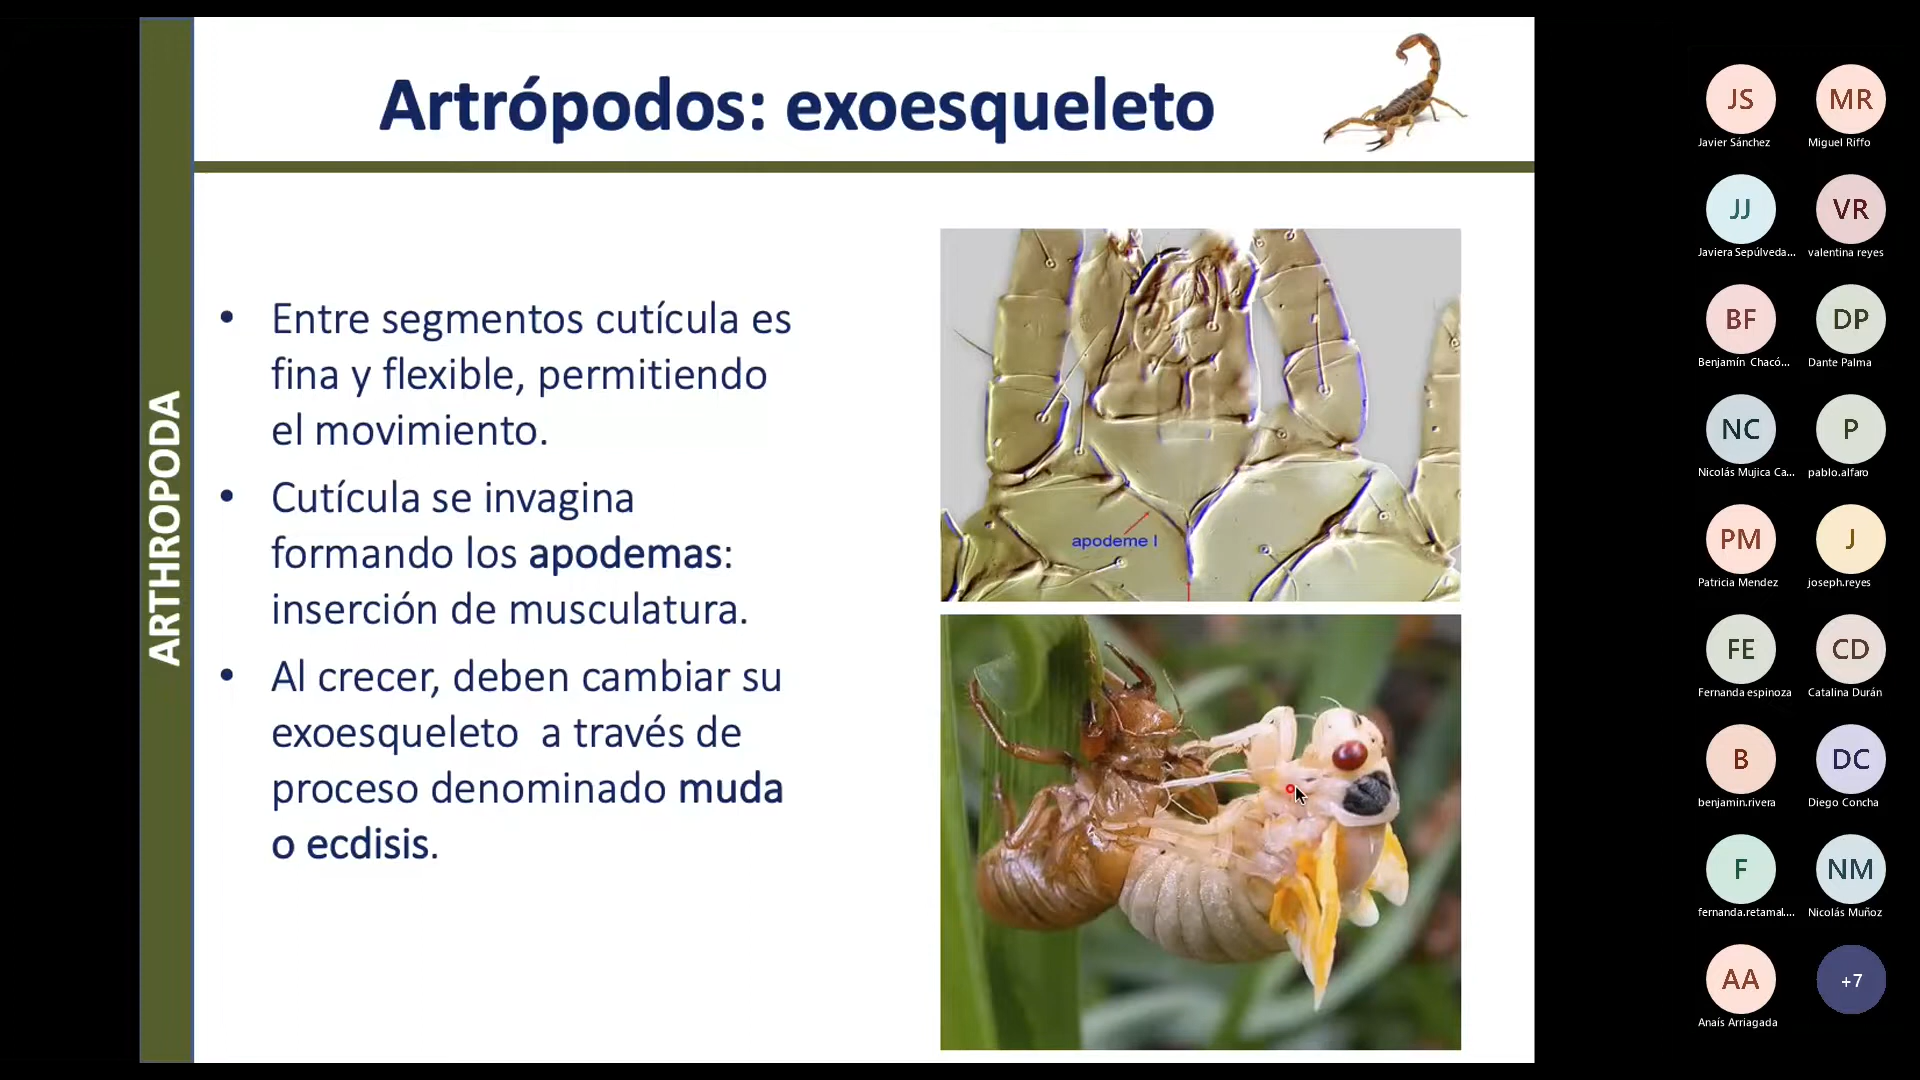 Artrópodos: exoesqueleto
ARTHROPODA
• Entre segmentos cutícula es
fina y flexible, permitiendo
el movimiento.
• Cutícula se invagina
formando los apodemas:
inserción de musculatura.
• Al crecer, deben cambiar su
exoesqueleto a través de
proceso denominado muda
o ecdisis.
apodeme I
JS
Javier Sánchez
MR
Miguel Riffo
JJ
Javiera Sepúlveda...
VR
valentina reyes
BF
Benjamín Chacó...
DP
Dante Palma
NC
Nicolás Mujica Ca...
P
pablo.alfaro
PM
Patricia Mendez
J
joseph.reyes
FE
Fernanda espinoza
CD
Catalina Durán
B
benjamin.rivera
DC
Diego Concha
F
fernanda.retamal....
NM
Nicolás Muñoz
AA
Anaís Arriagada
+7